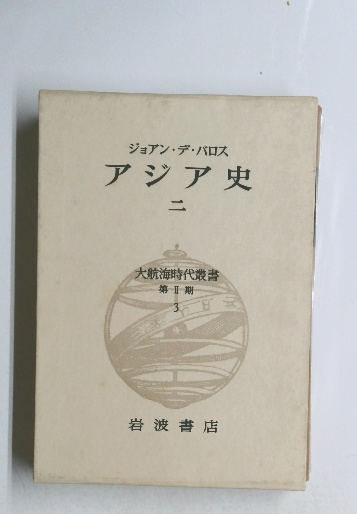 ジョアン・デ・バロス
アジア史
二
大航海時代叢書
第Ⅱ期
3
岩波書店